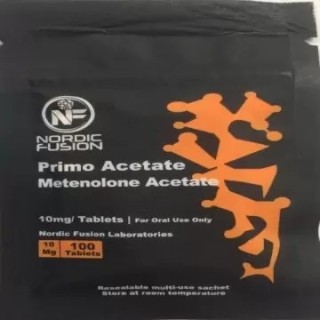 NF
NORDIC
FUSION
Primo Acetate
Metenolone Acetate
10mg/ Tablets | For Oral Use Only
Nordic Fusion Laboratories
10 100
Mg Tablets
Resealable multi-use sachet
Store at room temperature